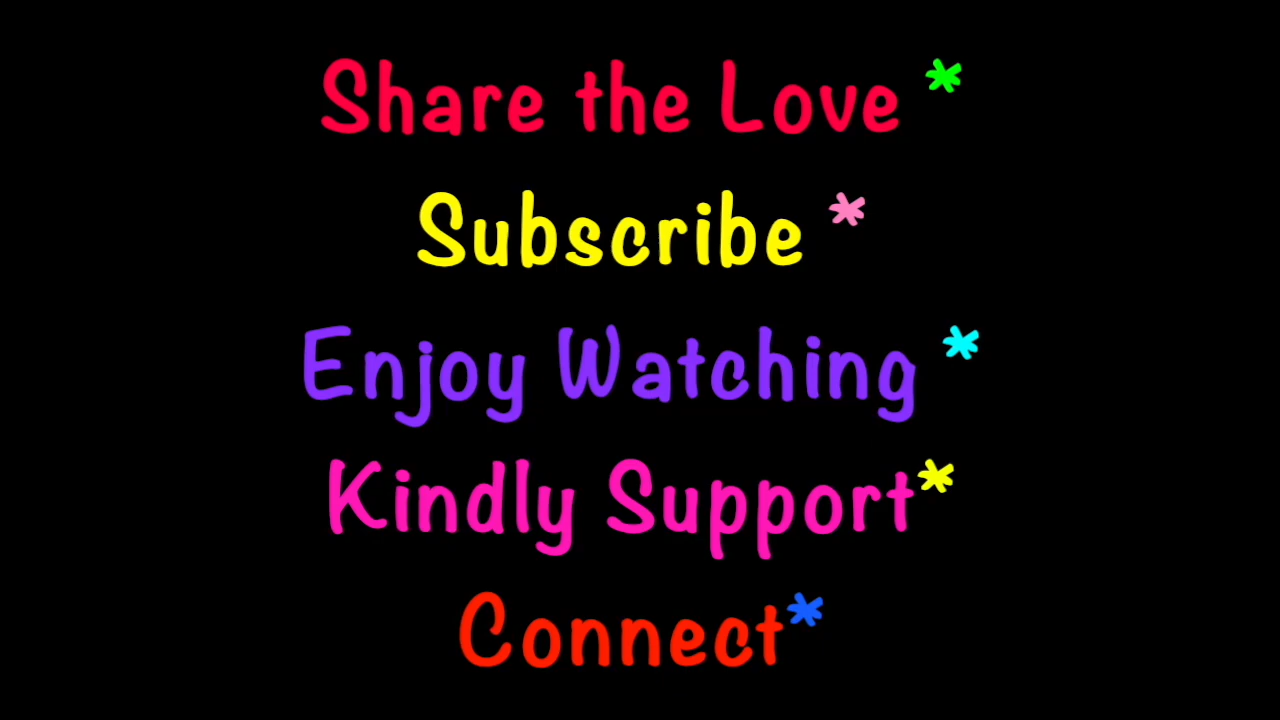 Share the Love *
Subscribe *
Enjoy Watching *
Kindly Support*
Connect*